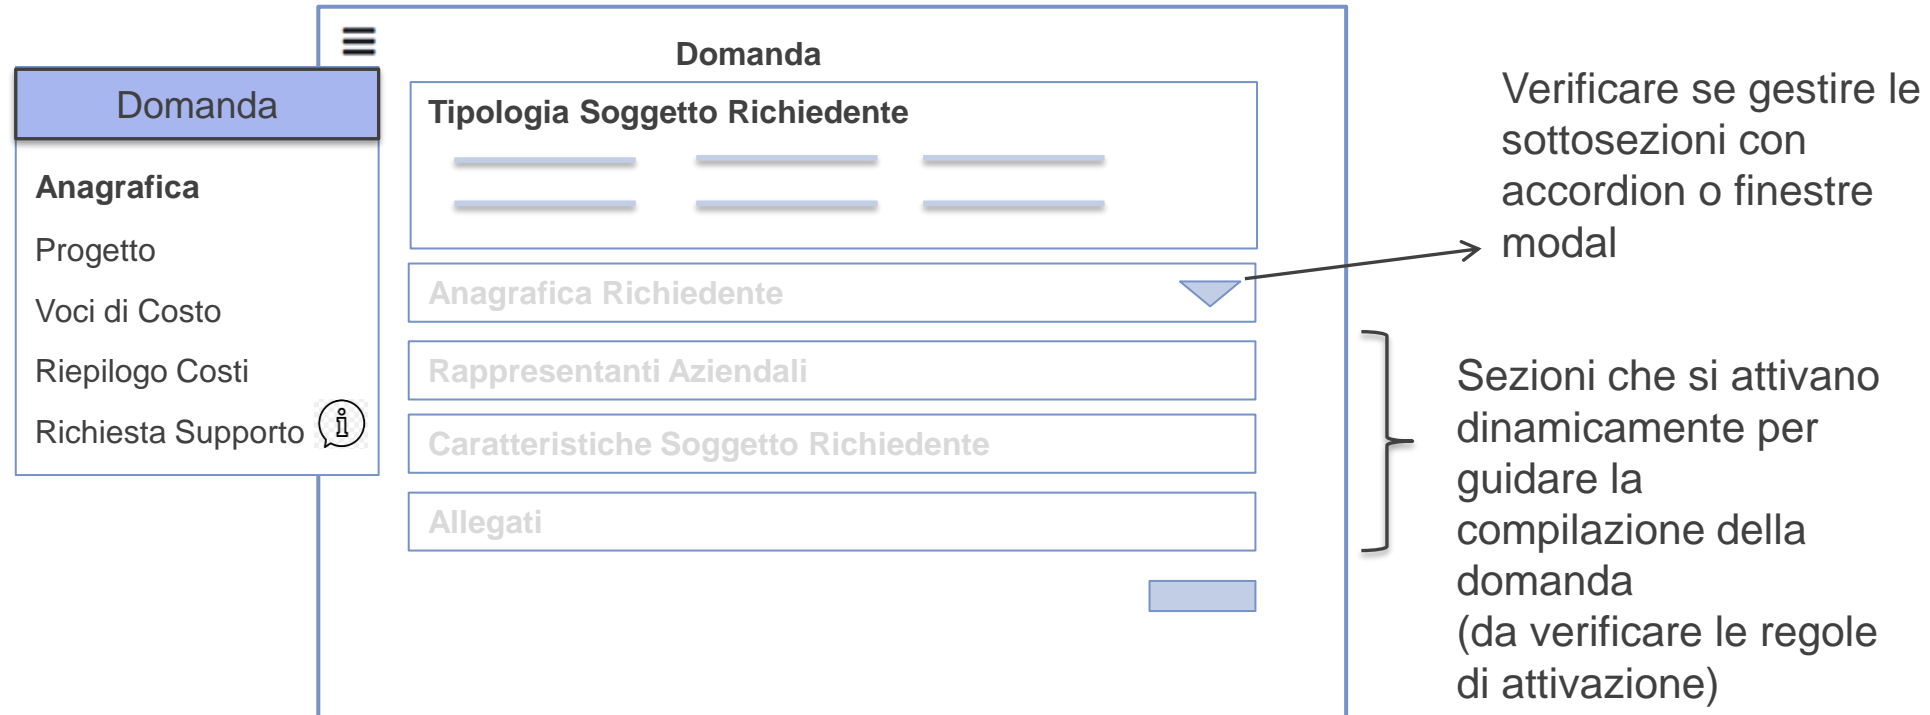 Domanda
Anagrafica
Progetto
Voci di Costo
Riepilogo Costi
Richiesta Supporto
Domanda
Tipologia Soggetto Richiedente
Anagrafica Richiedente
Rappresentanti Aziendali
Caratteristiche Soggetto Richiedente
Allegati
Verificare se gestire le
sottosezioni con
accordion o finestre
modal
Sezioni che si attivano
dinamicamente per
guidare la
compilazione della
domanda
(da verificare le regole
di attivazione)